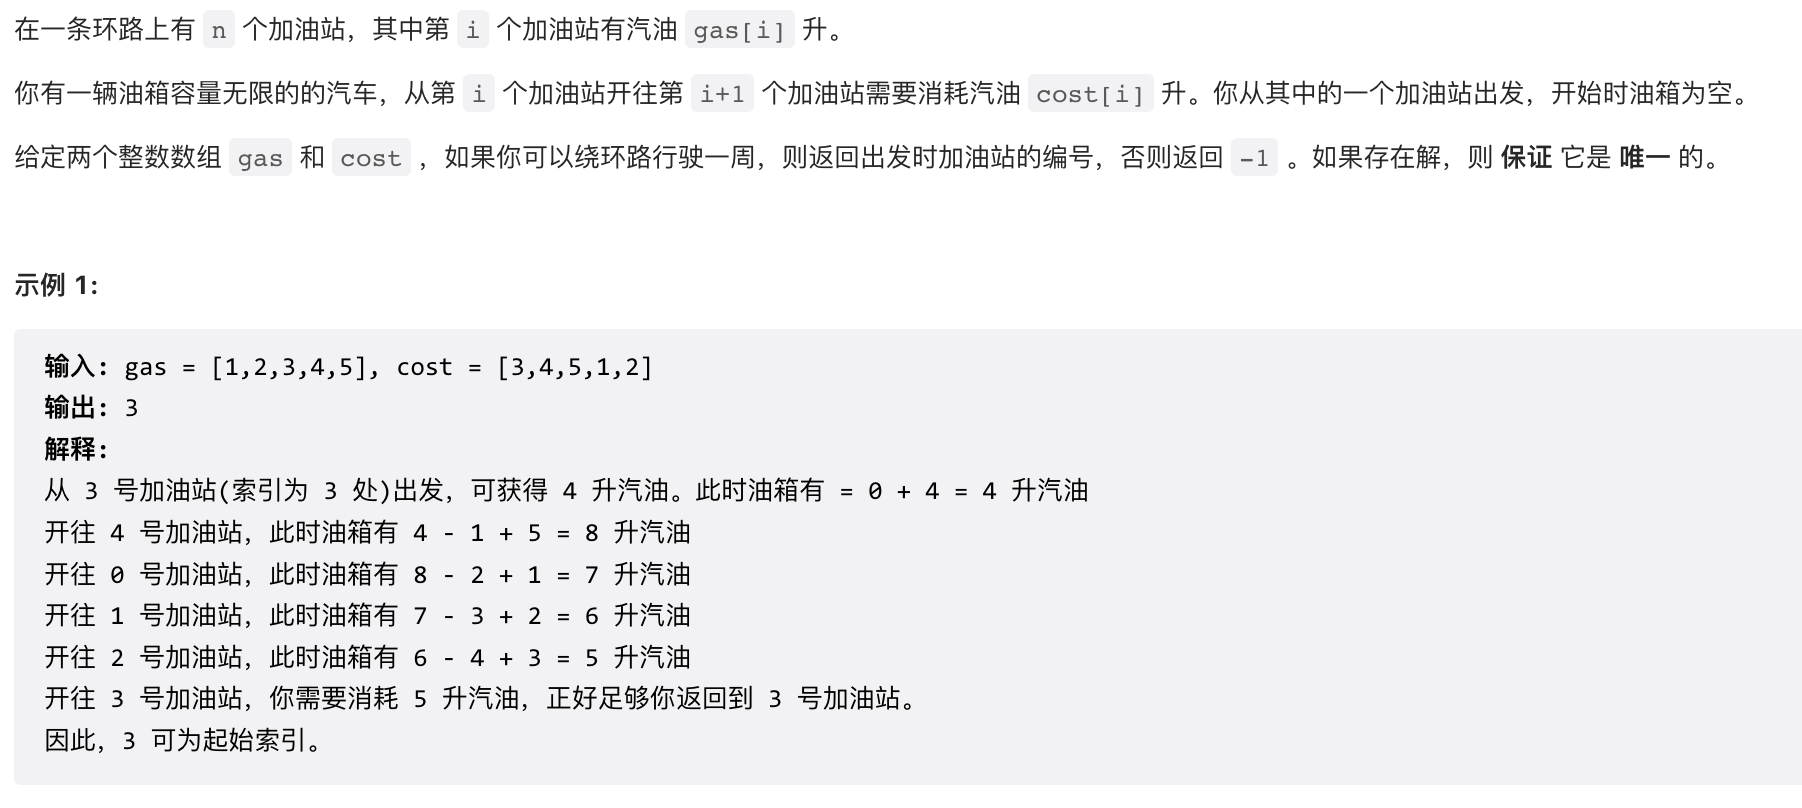 在一条环路上有 n 个加油站，其中第 i 个加油站有汽油 gas[i] 升。
你有一辆油箱容量无限的的汽车，从第 i 个加油站开往第 i+1 个加油站需要消耗汽油 cost[i] 升。你从其中的一个加油站出发，开始时油箱为空。
给定两个整数数组 gas 和 cost ，如果你可以绕环路行驶一周，则返回出发时加油站的编号，否则返回 -1 。如果存在解，则 保证 它是 唯一 的。
示例 1:
输入: gas = [1,2,3,4,5], cost = [3,4,5,1,2]
输出: 3
解释:
从 3 号加油站(索引为 3 处)出发，可获得 4 升汽油。此时油箱有 = 0 + 4 = 4 升汽油
开往 4 号加油站，此时油箱有 4 - 1 + 5 = 8 升汽油
开往 0 号加油站，此时油箱有 8 - 2 + 1 = 7 升汽油
开往 1 号加油站，此时油箱有 7 - 3 + 2 = 6 升汽油
开往 2 号加油站，此时油箱有 6 - 4 + 3 = 5 升汽油
开往 3 号加油站，你需要消耗 5 升汽油，正好足够你返回到 3 号加油站。
因此，3 可为起始索引。